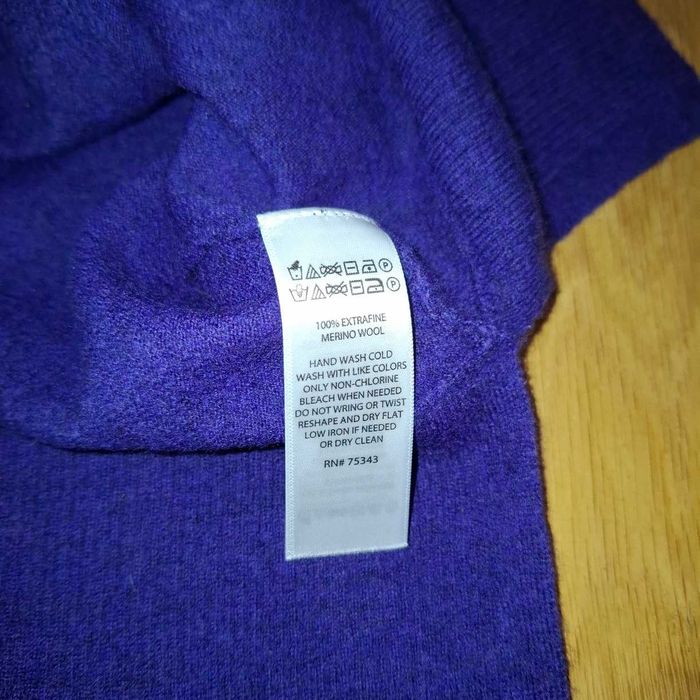 100% EXTRAFINE
MERINO WOOL
HAND WASH COLD
WASH WITH LIKE COLORS
ONLY NON-CHLORINE
BLEACH WHEN NEEDED
DO NOT WRING OR TWIST
RESHAPE AND DRY FLAT
LOW IRON IF NEEDED
OR DRY CLEAN
RN# 75343